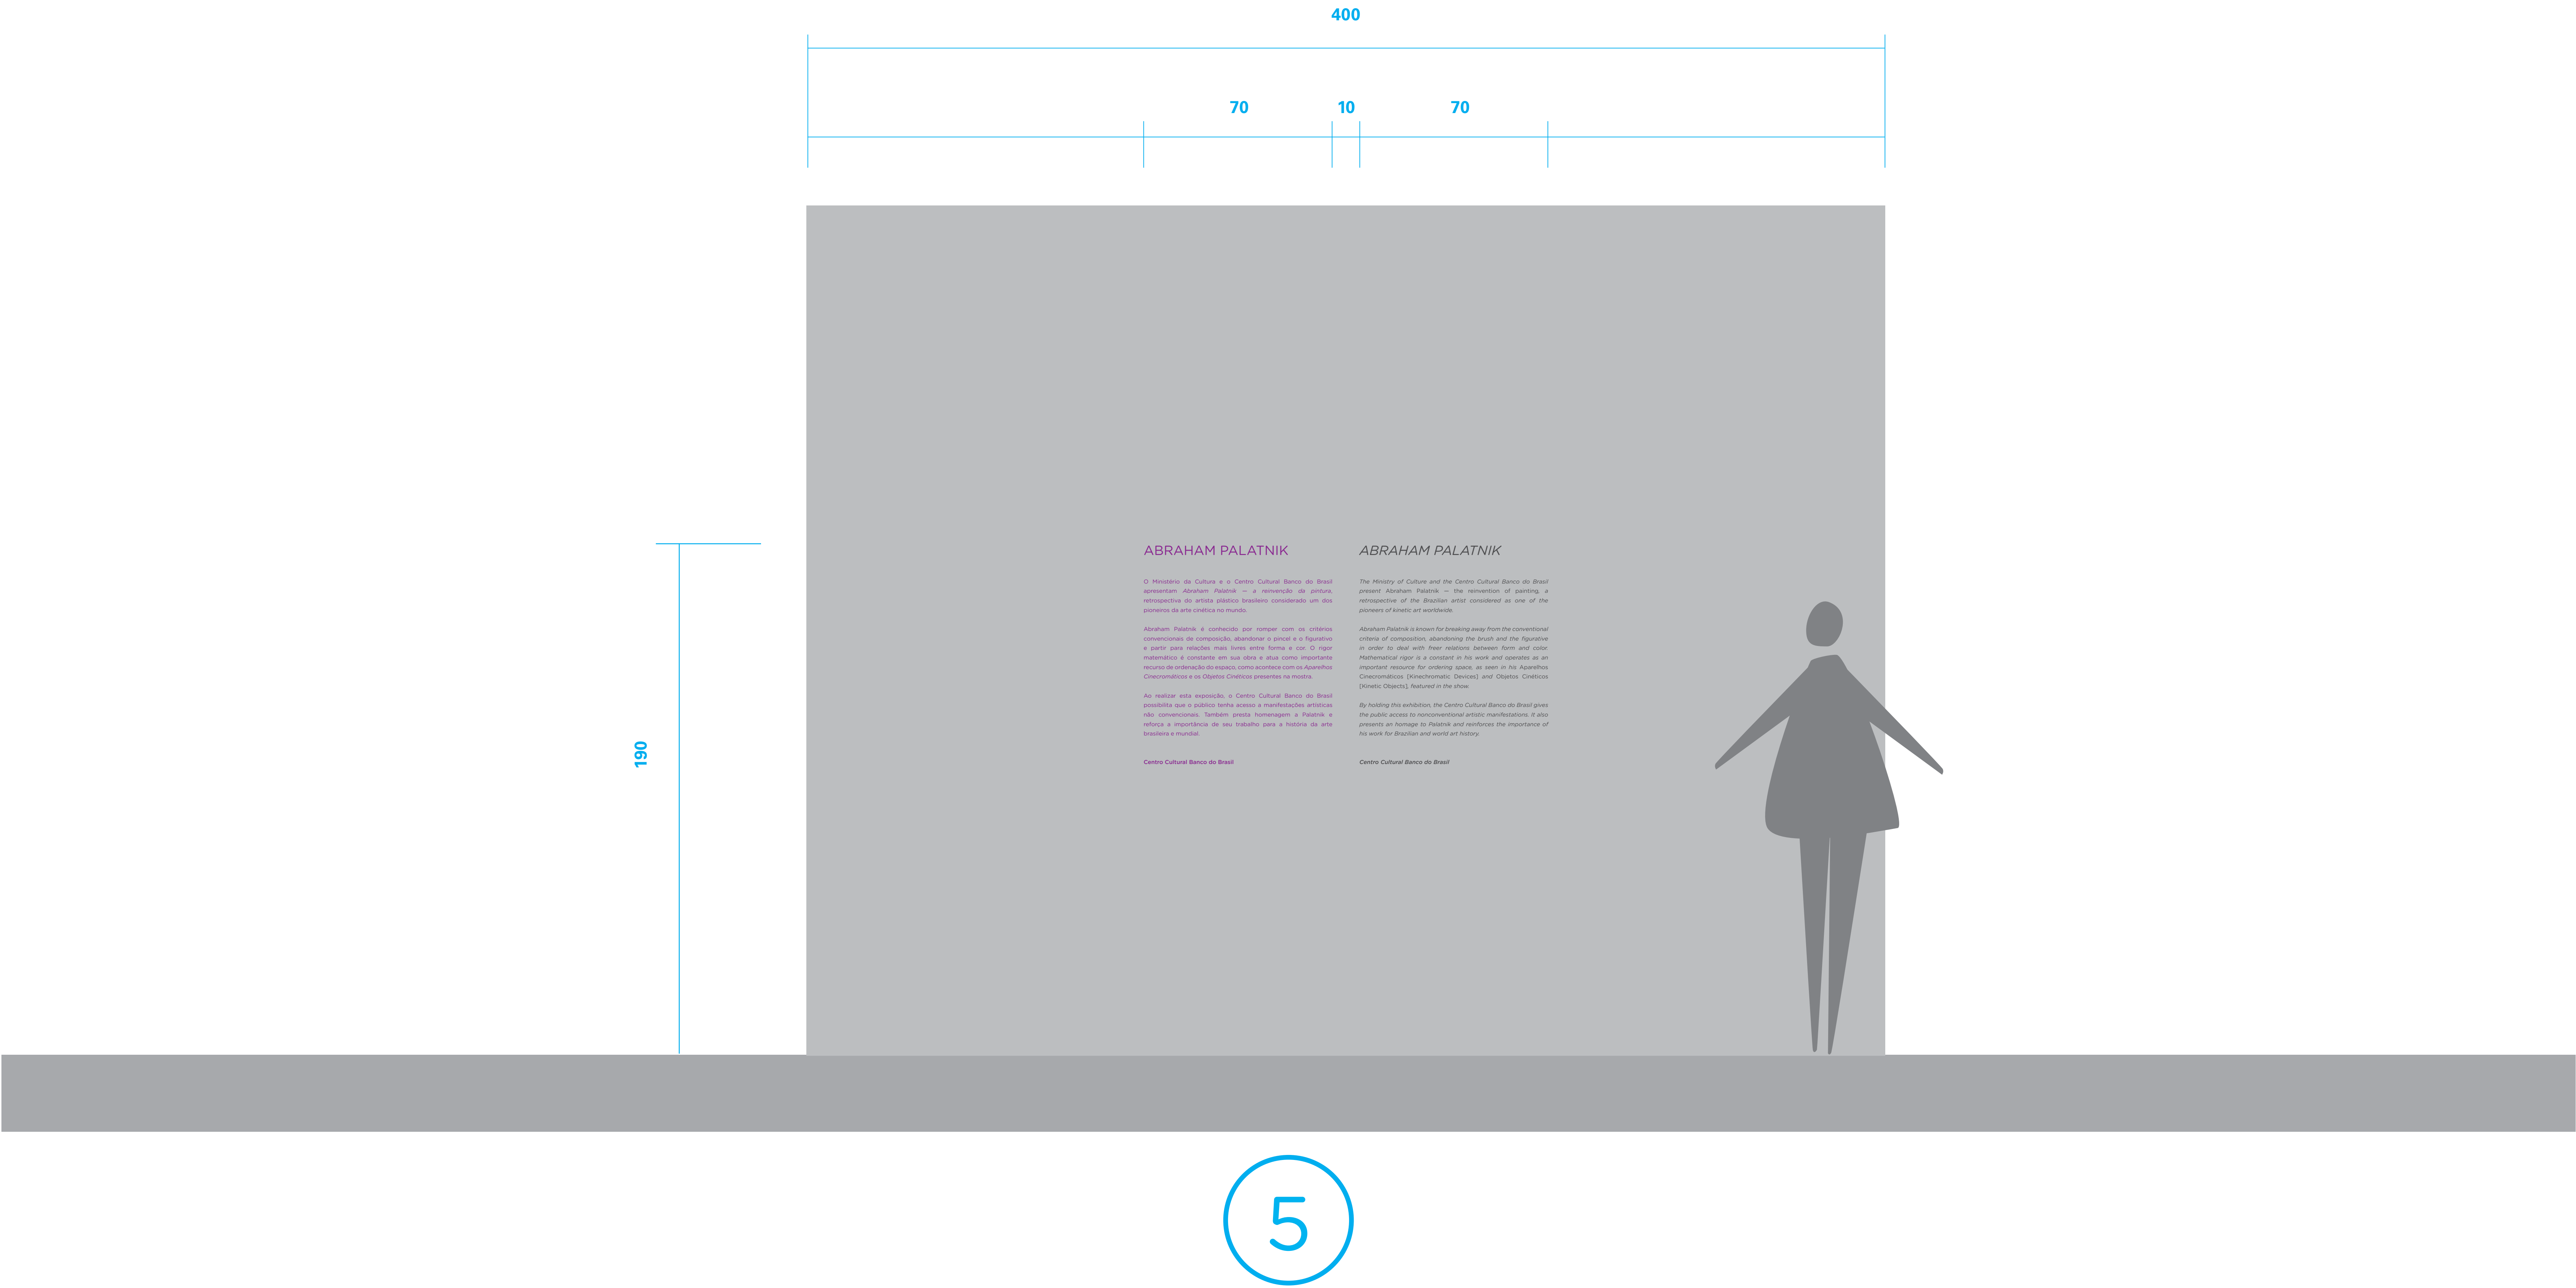 400
70
10
70
190
ABRAHAM PALATNIK
O Ministério da Cultura e o Centro Cultural Banco do Brasil
apresentam Abraham Palatnik — a reinvenção da pintura,
retrospectiva do artista plástico brasileiro considerado um dos
pioneiros da arte cinética no mundo.
Abraham Palatnik é conhecido por romper com os critérios
convencionais de composição, abandonar o pincel e o figurativo
e partir para relações mais livres entre forma e cor. O rigor
matemático é constante em sua obra e atua como importante
recurso de ordenação do espaço, como acontece com os Aparelhos
Cinecromáticos e os Objetos Cinéticos presentes na mostra.
Ao realizar esta exposição, o Centro Cultural Banco do Brasil
possibilita que o público tenha acesso a manifestações artísticas
não convencionais. Também presta homenagem a Palatnik e
reforça a importância de seu trabalho para a história da arte
brasileira e mundial.
Centro Cultural Banco do Brasil
ABRAHAM PALATNIK
The Ministry of Culture and the Centro Cultural Banco do Brasil
present Abraham Palatnik — the reinvention of painting, a
retrospective of the Brazilian artist considered as one of the
pioneers of kinetic art worldwide.
Abraham Palatnik is known for breaking away from the conventional
criteria of composition, abandoning the brush and the figurative
in order to deal with freer relations between form and color.
Mathematical rigor is a constant in his work and operates as an
important resource for ordering space, as seen in his Aparelhos
Cinecromáticos [Kinechromatic Devices] and Objetos Cinéticos
[Kinetic Objects], featured in the show.
By holding this exhibition, the Centro Cultural Banco do Brasil gives
the public access to nonconventional artistic manifestations. It also
presents an homage to Palatnik and reinforces the importance of
his work for Brazilian and world art history.
Centro Cultural Banco do Brasil
5